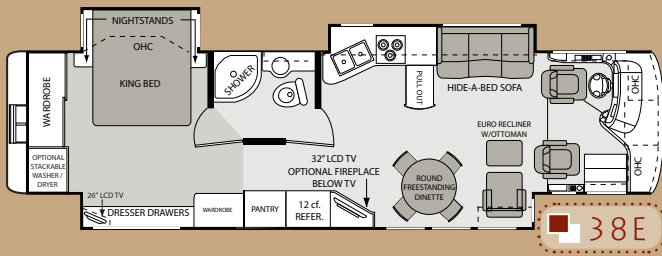 NIGHTSTANDS
OHC
KING BED
WARDROBE
OPTIONAL
STACKABLE
WASHER /
DRYER
26" LCD TV
DRESSER DRAWERS
WARDROBE
PANTRY
12 cf.
REFER.
SHOWER
32" LCD TV
OPTIONAL FIREPLACE
BELOW TV
PULL OUT
HIDE-A-BED SOFA
EURO RECLINER
W/OTTOMAN
ROUND
FREESTANDING
DINETTE
OHC
OHC
38E